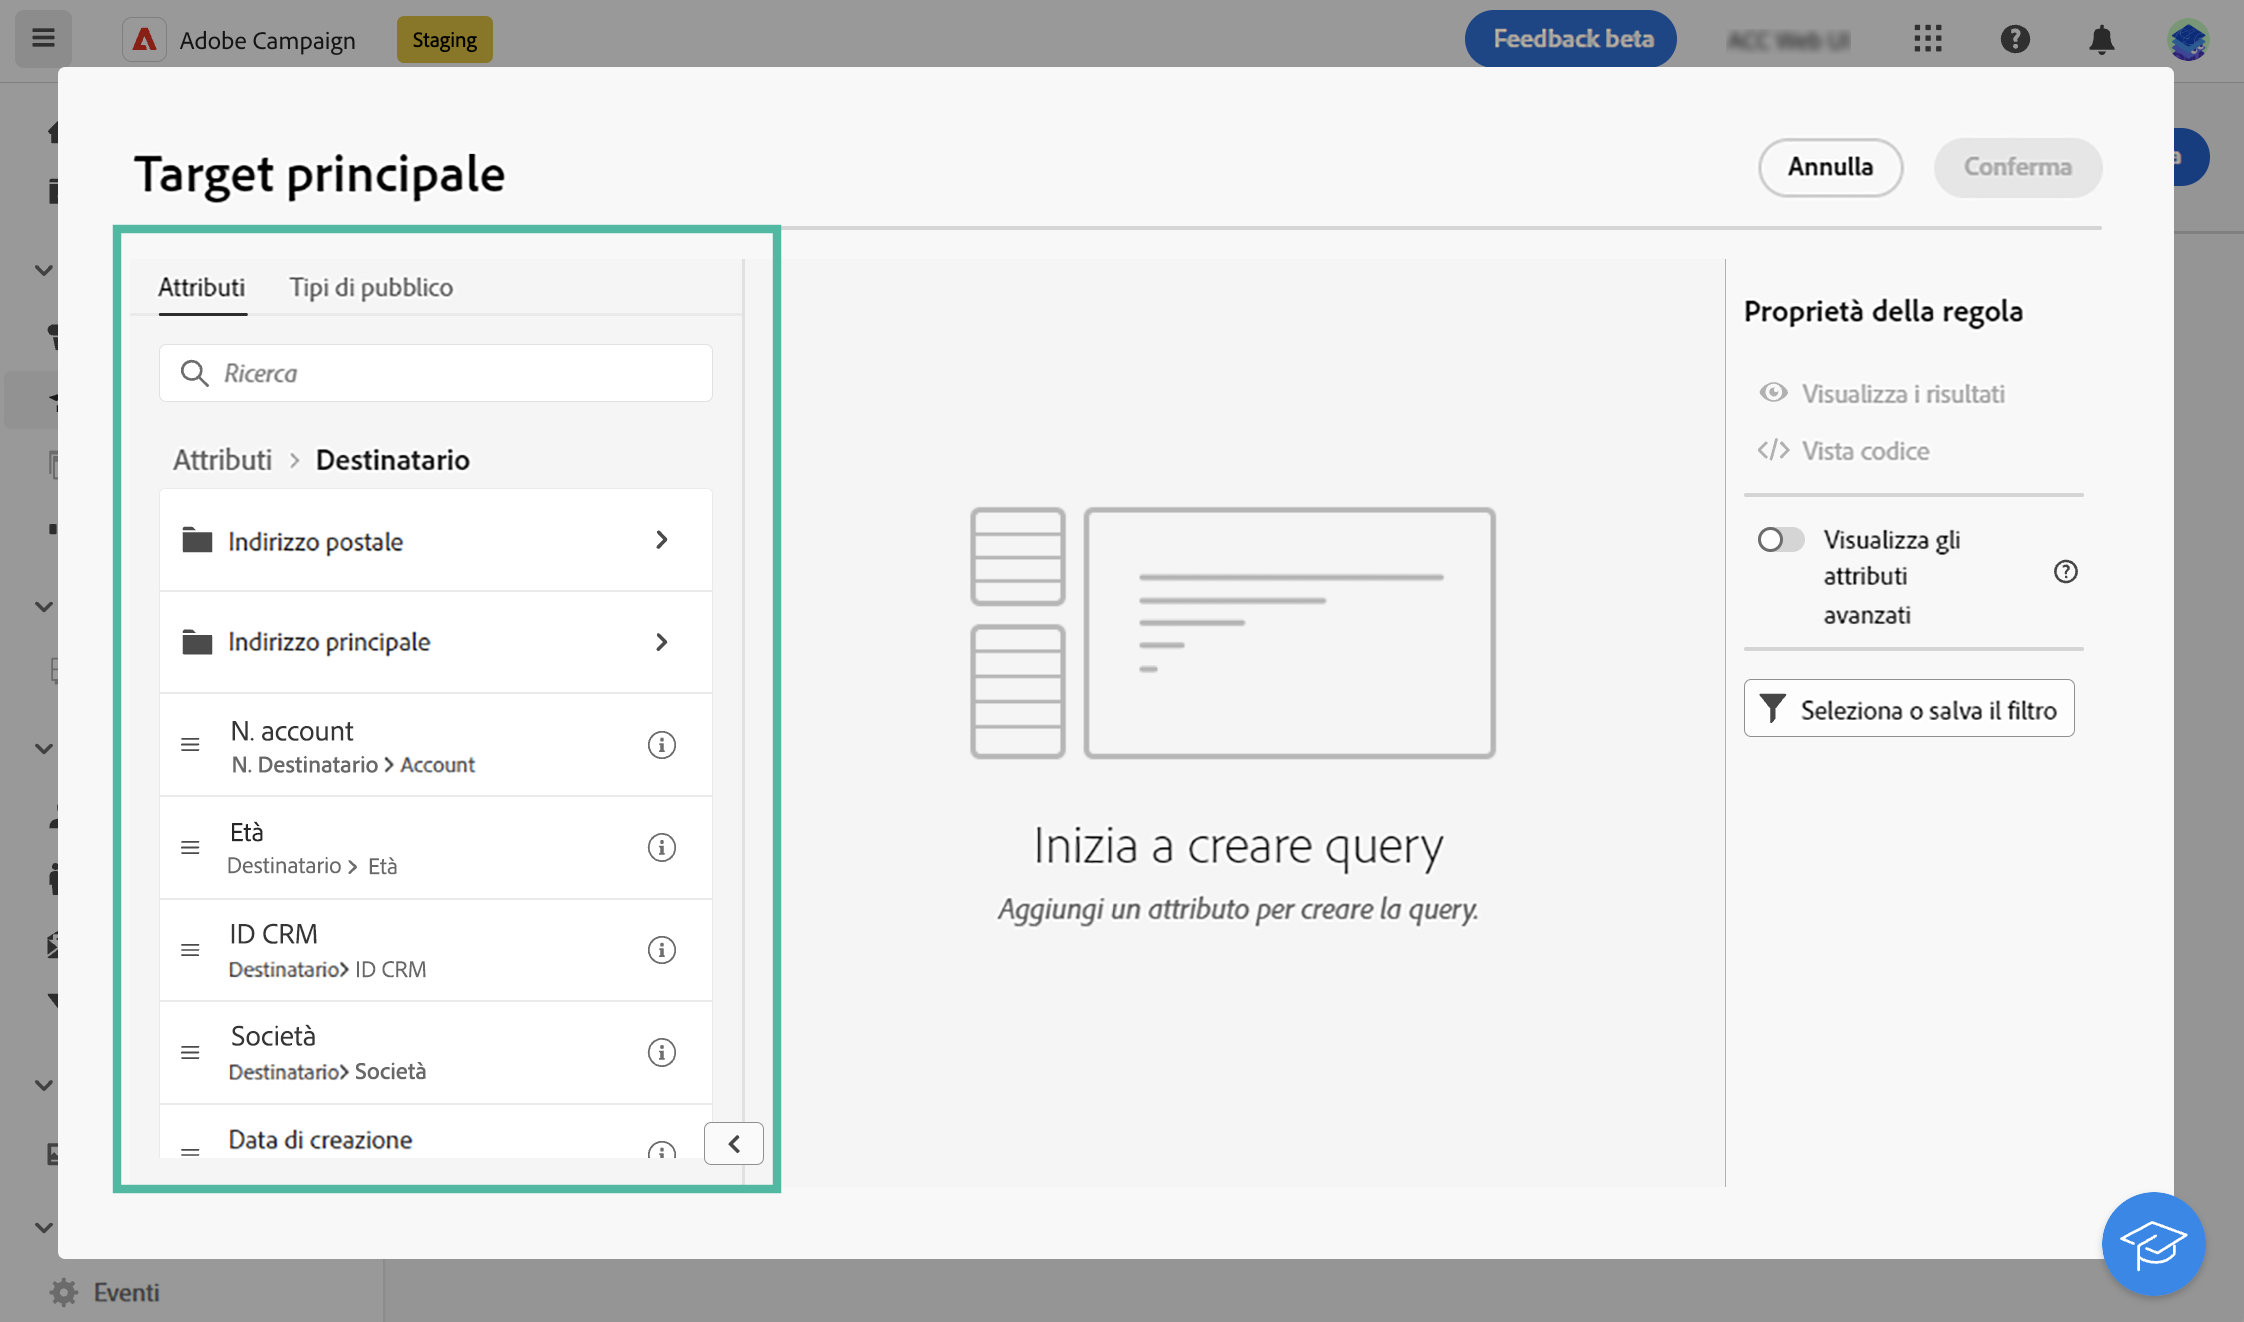 Adobe Campaign
Staging
Feedback beta
Target principale
Annulla
Conferma
Attributi
Tipi di pubblico
Ricerca
Attributi > Destinatario
Indirizzo postale
Indirizzo principale
N. account
N. Destinatario > Account
Età
Destinatario > Età
ID CRM
Destinatario> ID CRM
Società
Destinatario> Società
Data di creazione
Inizia a creare query
Aggiungi un attributo per creare la query.
Proprietà della regola
Visualizza i risultati
</> Vista codice
Visualizza gli
attributi
avanzati
Seleziona o salva il filtro
Eventi